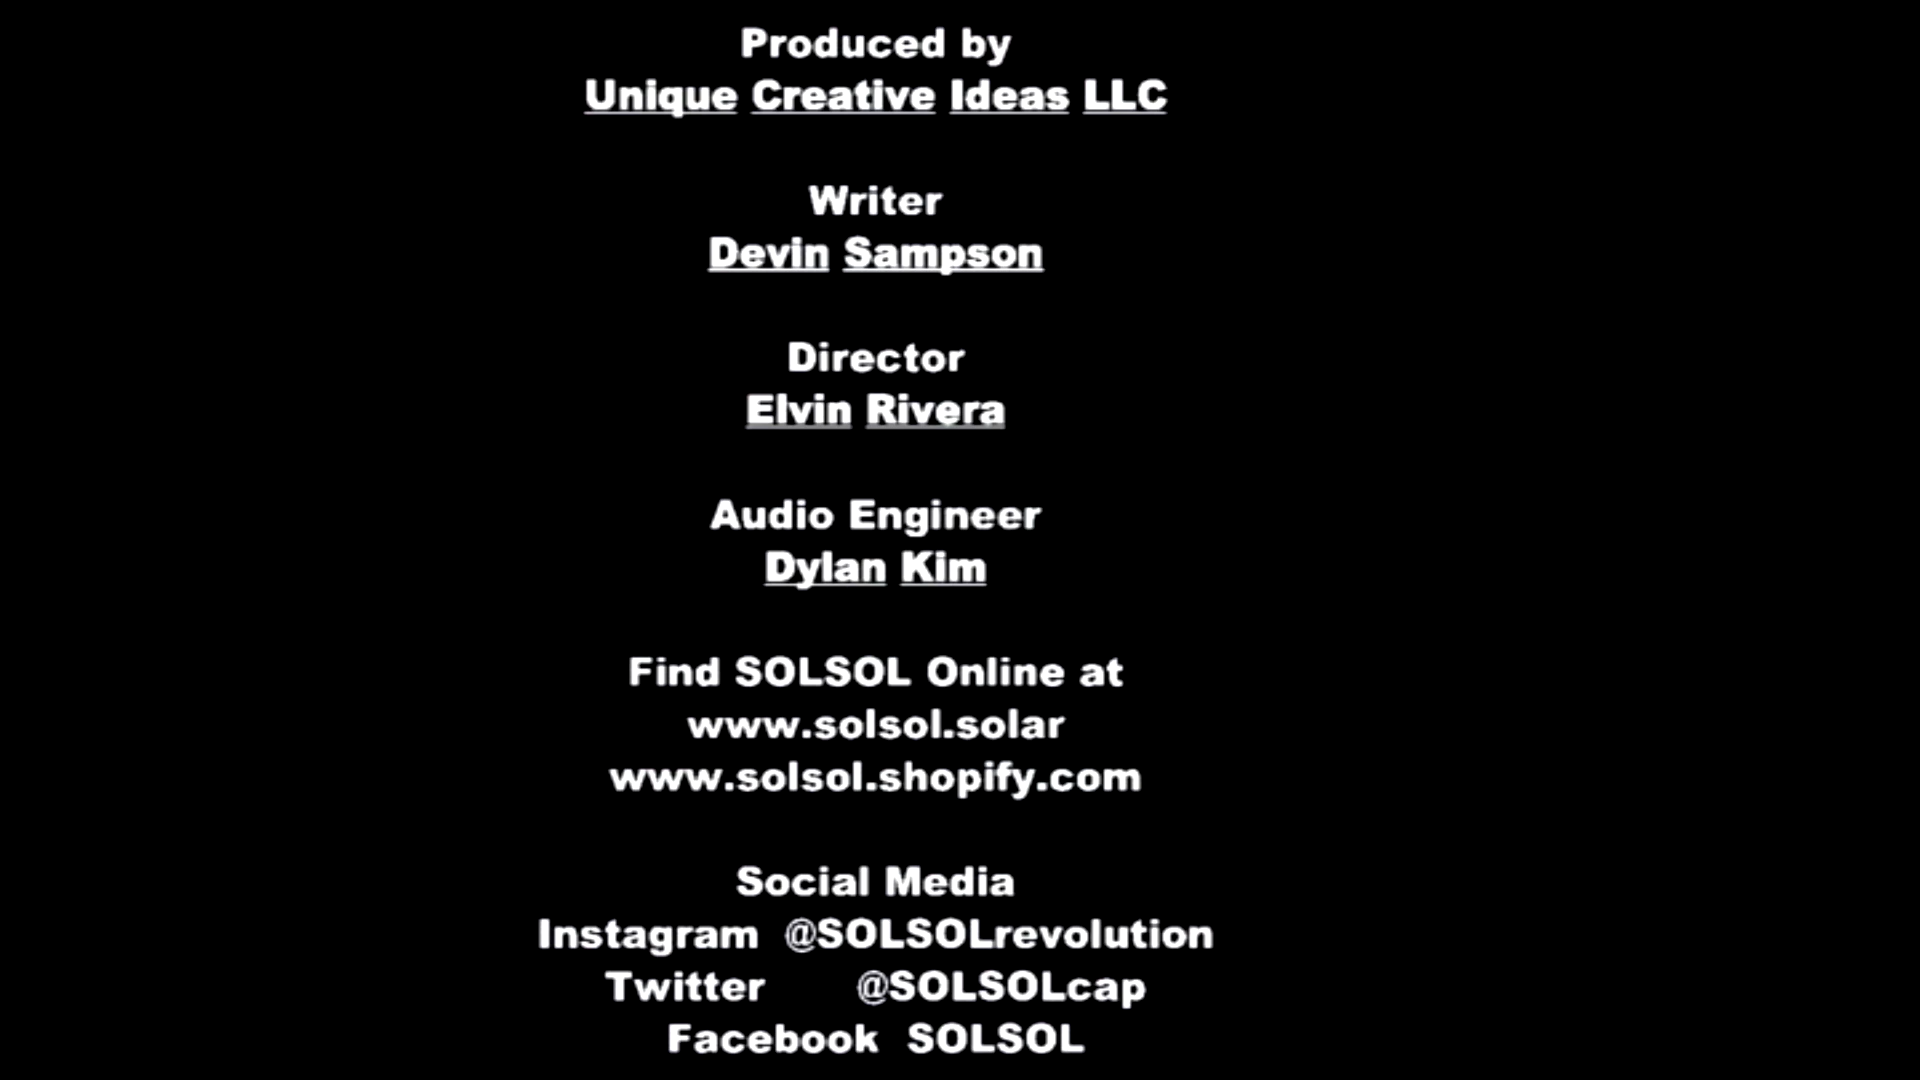 Produced by
Unique Creative Ideas LLC
Writer
Devin Sampson
Director
Elvin Rivera
Audio Engineer
Dylan Kim
Find SOLSOL Online at
www.solsol.solar
www.solsol.shopify.com
Social Media
Instagram @SOLSOLrevolution
Twitter @SOLSOLcap
Facebook SOLSOL